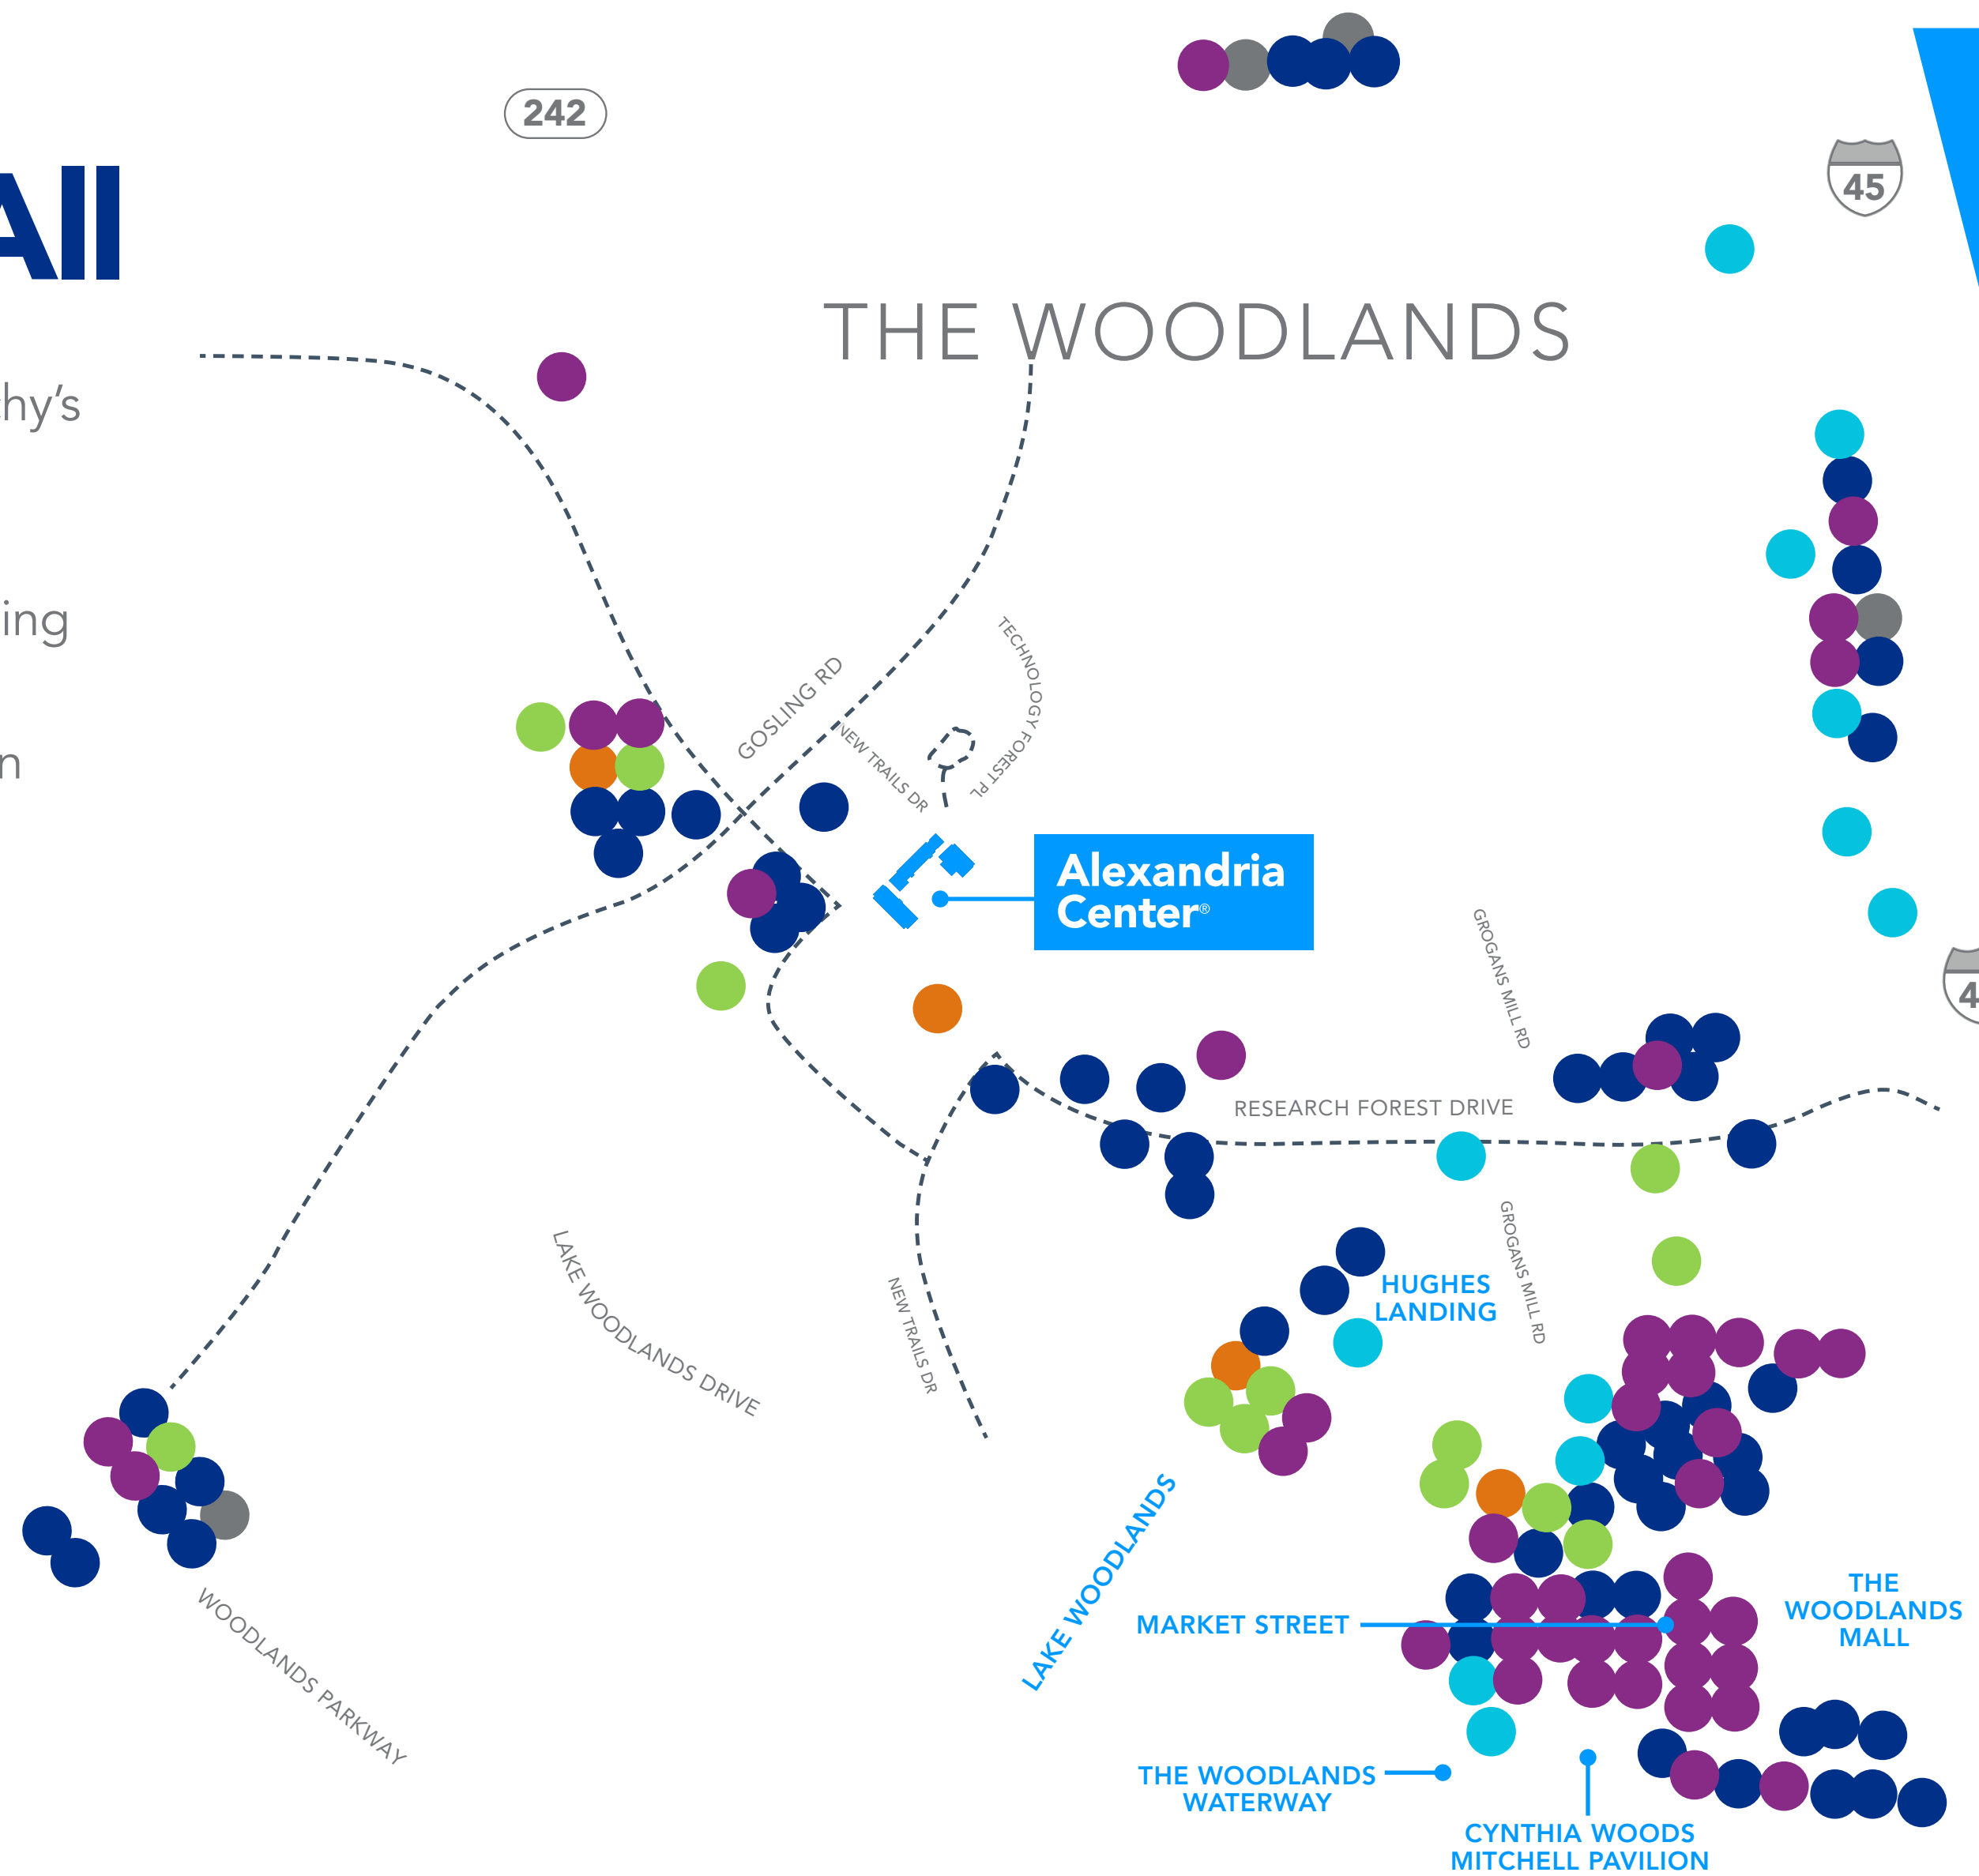 242
45
All
THE WOODLANDS
hy's
ing
GOSLING RD
TECHNOLOGY FOREST PL
NEW TRAILS DR
n
Alexandria
Center®
GROGANS MILL RD
4
RESEARCH FOREST DRIVE
GROGANS MILL RD
LAKE WOODLANDS DRIVE
NEW TRAILS DR
HUGHES
LANDING
LAKE WOODLANDS
WOODLANDS PARKWAY
MARKET STREET
THE
WOODLANDS
MALL
THE WOODLANDS
WATERWAY
CYNTHIA WOODS
MITCHELL PAVILION